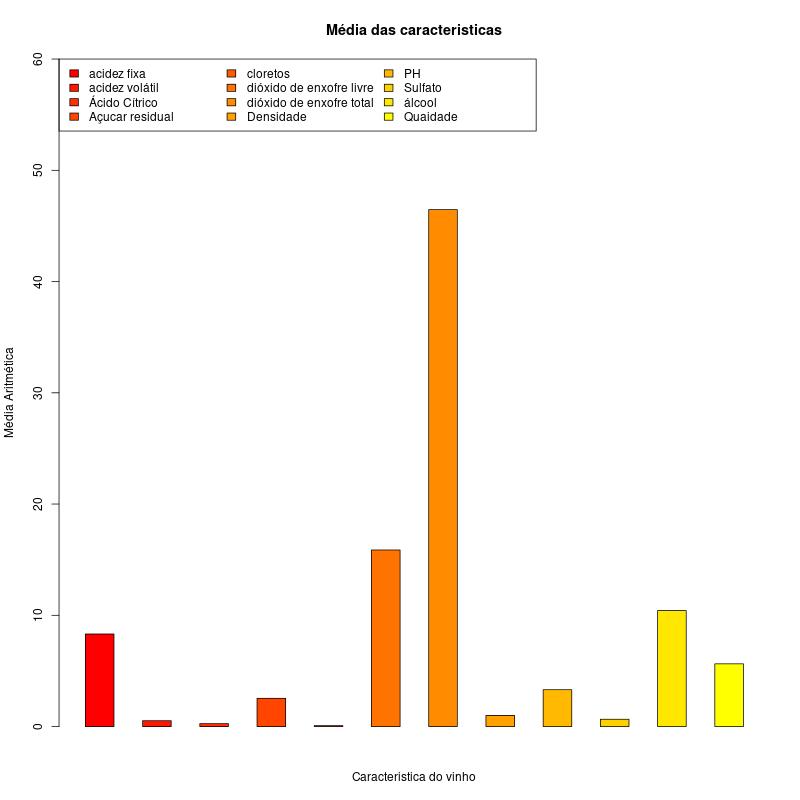 Média das caracteristicas
60
acidez fixa cloretos PH
acidez volátil dióxido de enxofre livre Sulfato
Ácido Cítrico dióxido de enxofre total álcool
Açucar residual Densidade Quaidade
50
40
30
20
10
0
Média Aritmética
Caracteristica do vinho